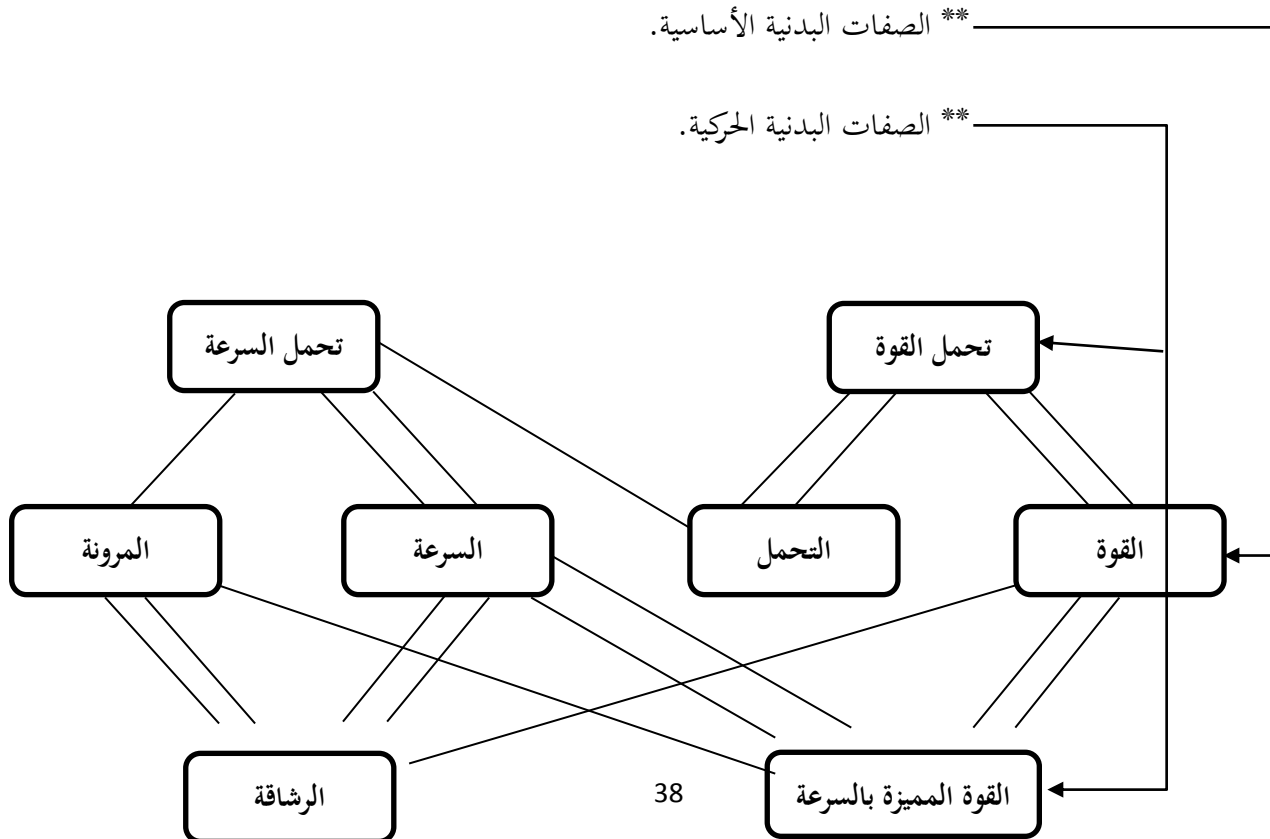 ** الصفات البدنية الأساسية.
** الصفات البدنية الحركية.
تحمل القوة
تحمل السرعة
القوة
التحمل
السرعة
المرونة
القوة المميزة بالسرعة
38
الرشاقة